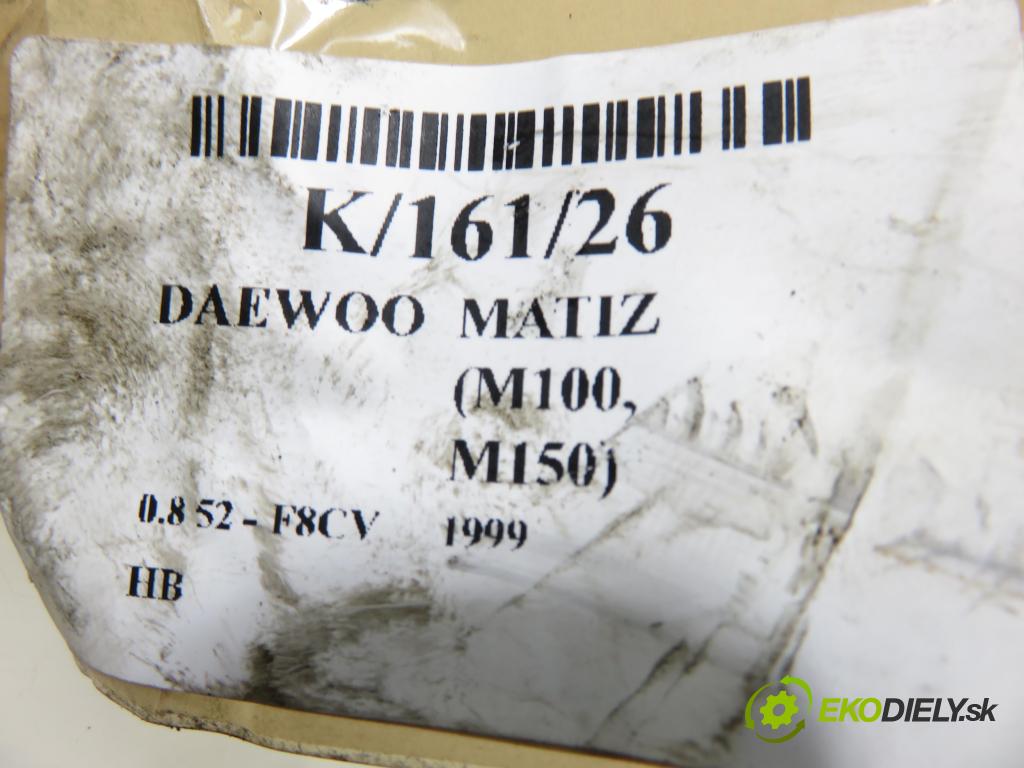 K/161/26
DAEWOO MATIZ
(M100,
M150)
0.8 52 - F8CV 1999
HB
EKODIELY.sk